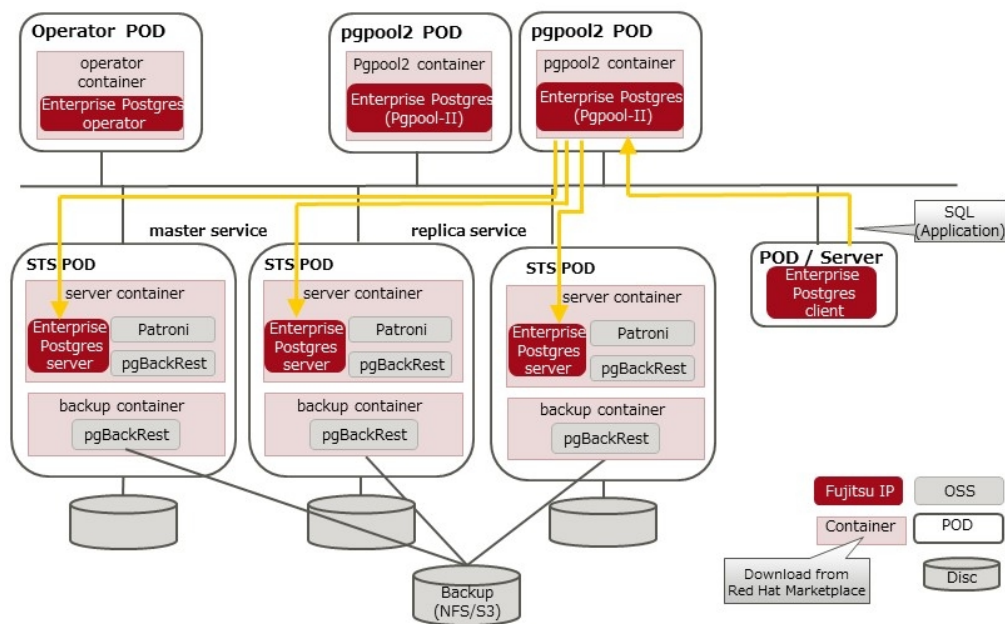 Operator POD
operator
container
Enterprise Postgres
operator
pgpool2 POD
Pgpool2 container
Enterprise Postgres
(Pgpool-II)
pgpool2 POD
pgpool2 container
Enterprise Postgres
(Pgpool-II)
master service
replica service
SQL
(Application)
STS POD
server container
Enterprise
Postgres
server
Patroni
pgBackRest
backup container
pgBackRest
STS POD
server container
Enterprise
Postgres
server
Patroni
pgBackRest
backup container
pgBackRest
STS POD
server container
Enterprise
Postgres
server
Patroni
pgBackRest
backup container
pgBackRest
POD / Server
Enterprise
Postgres
client
Backup
(NFS/S3)
Fujitsu IP
OSS
Container
POD
Download from
Red Hat Marketplace
Disc